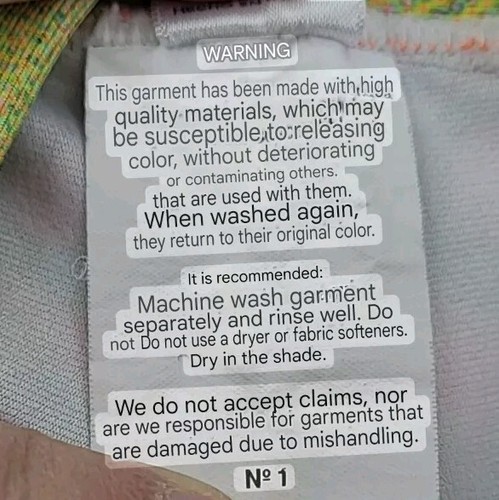 WARNING
This garment has been made with high
quality materials, which may
be susceptible to releasing
color, without deteriorating
or contaminating others.
that are used with them.
When washed again,
they return to their original color.
It is recommended:
Machine wash garment
separately and rinse well. Do
not Do not use a dryer or fabric softeners.
Dry in the shade.
We do not accept claims, nor
are we responsible for garments that
are damaged due to mishandling.
Nº 1